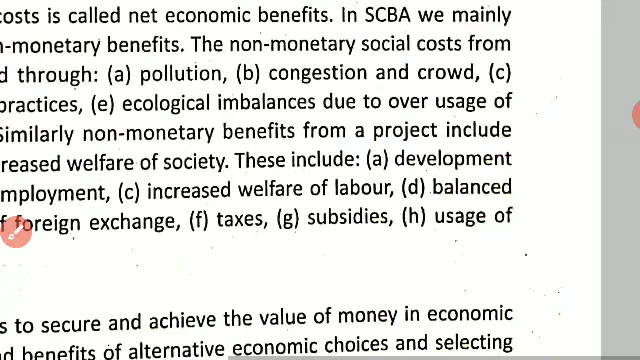 costs is called net economic benefits. In SCBA we mainly
n-monetary benefits. The non-monetary social costs from
d through: (a) pollution, (b) congestion and crowd, (c)
practices, (e) ecological imbalances due to over usage of
Similarly non-monetary benefits from a project include
reased welfare of society. These include: (a) development
mployment, (c) increased welfare of labour, (d) balanced
f foreign exchange, (f) taxes, (g) subsidies, (h) usage of
s to secure and achieve the value of money in economic
nd benefits of alternative economic choices and selecting